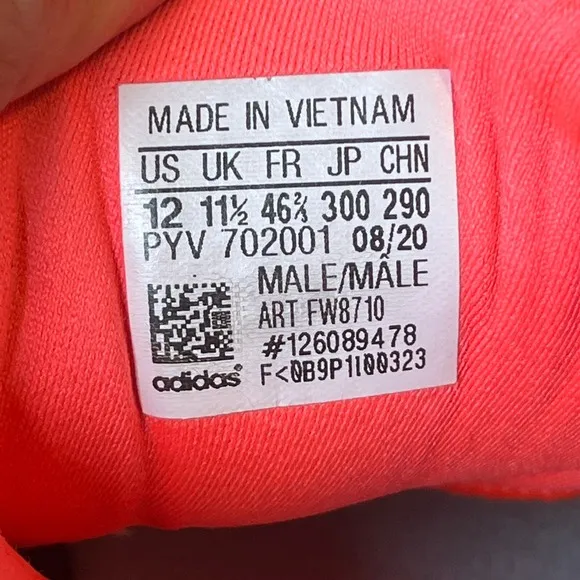 MADE IN VIETNAM
US UK FR JP CHN
12 11½ 46⅔ 300 290
PYV 702001 08/20
MALE/MÂLE
ART FW8710
#126089478
adidas F<0B9P1I00323